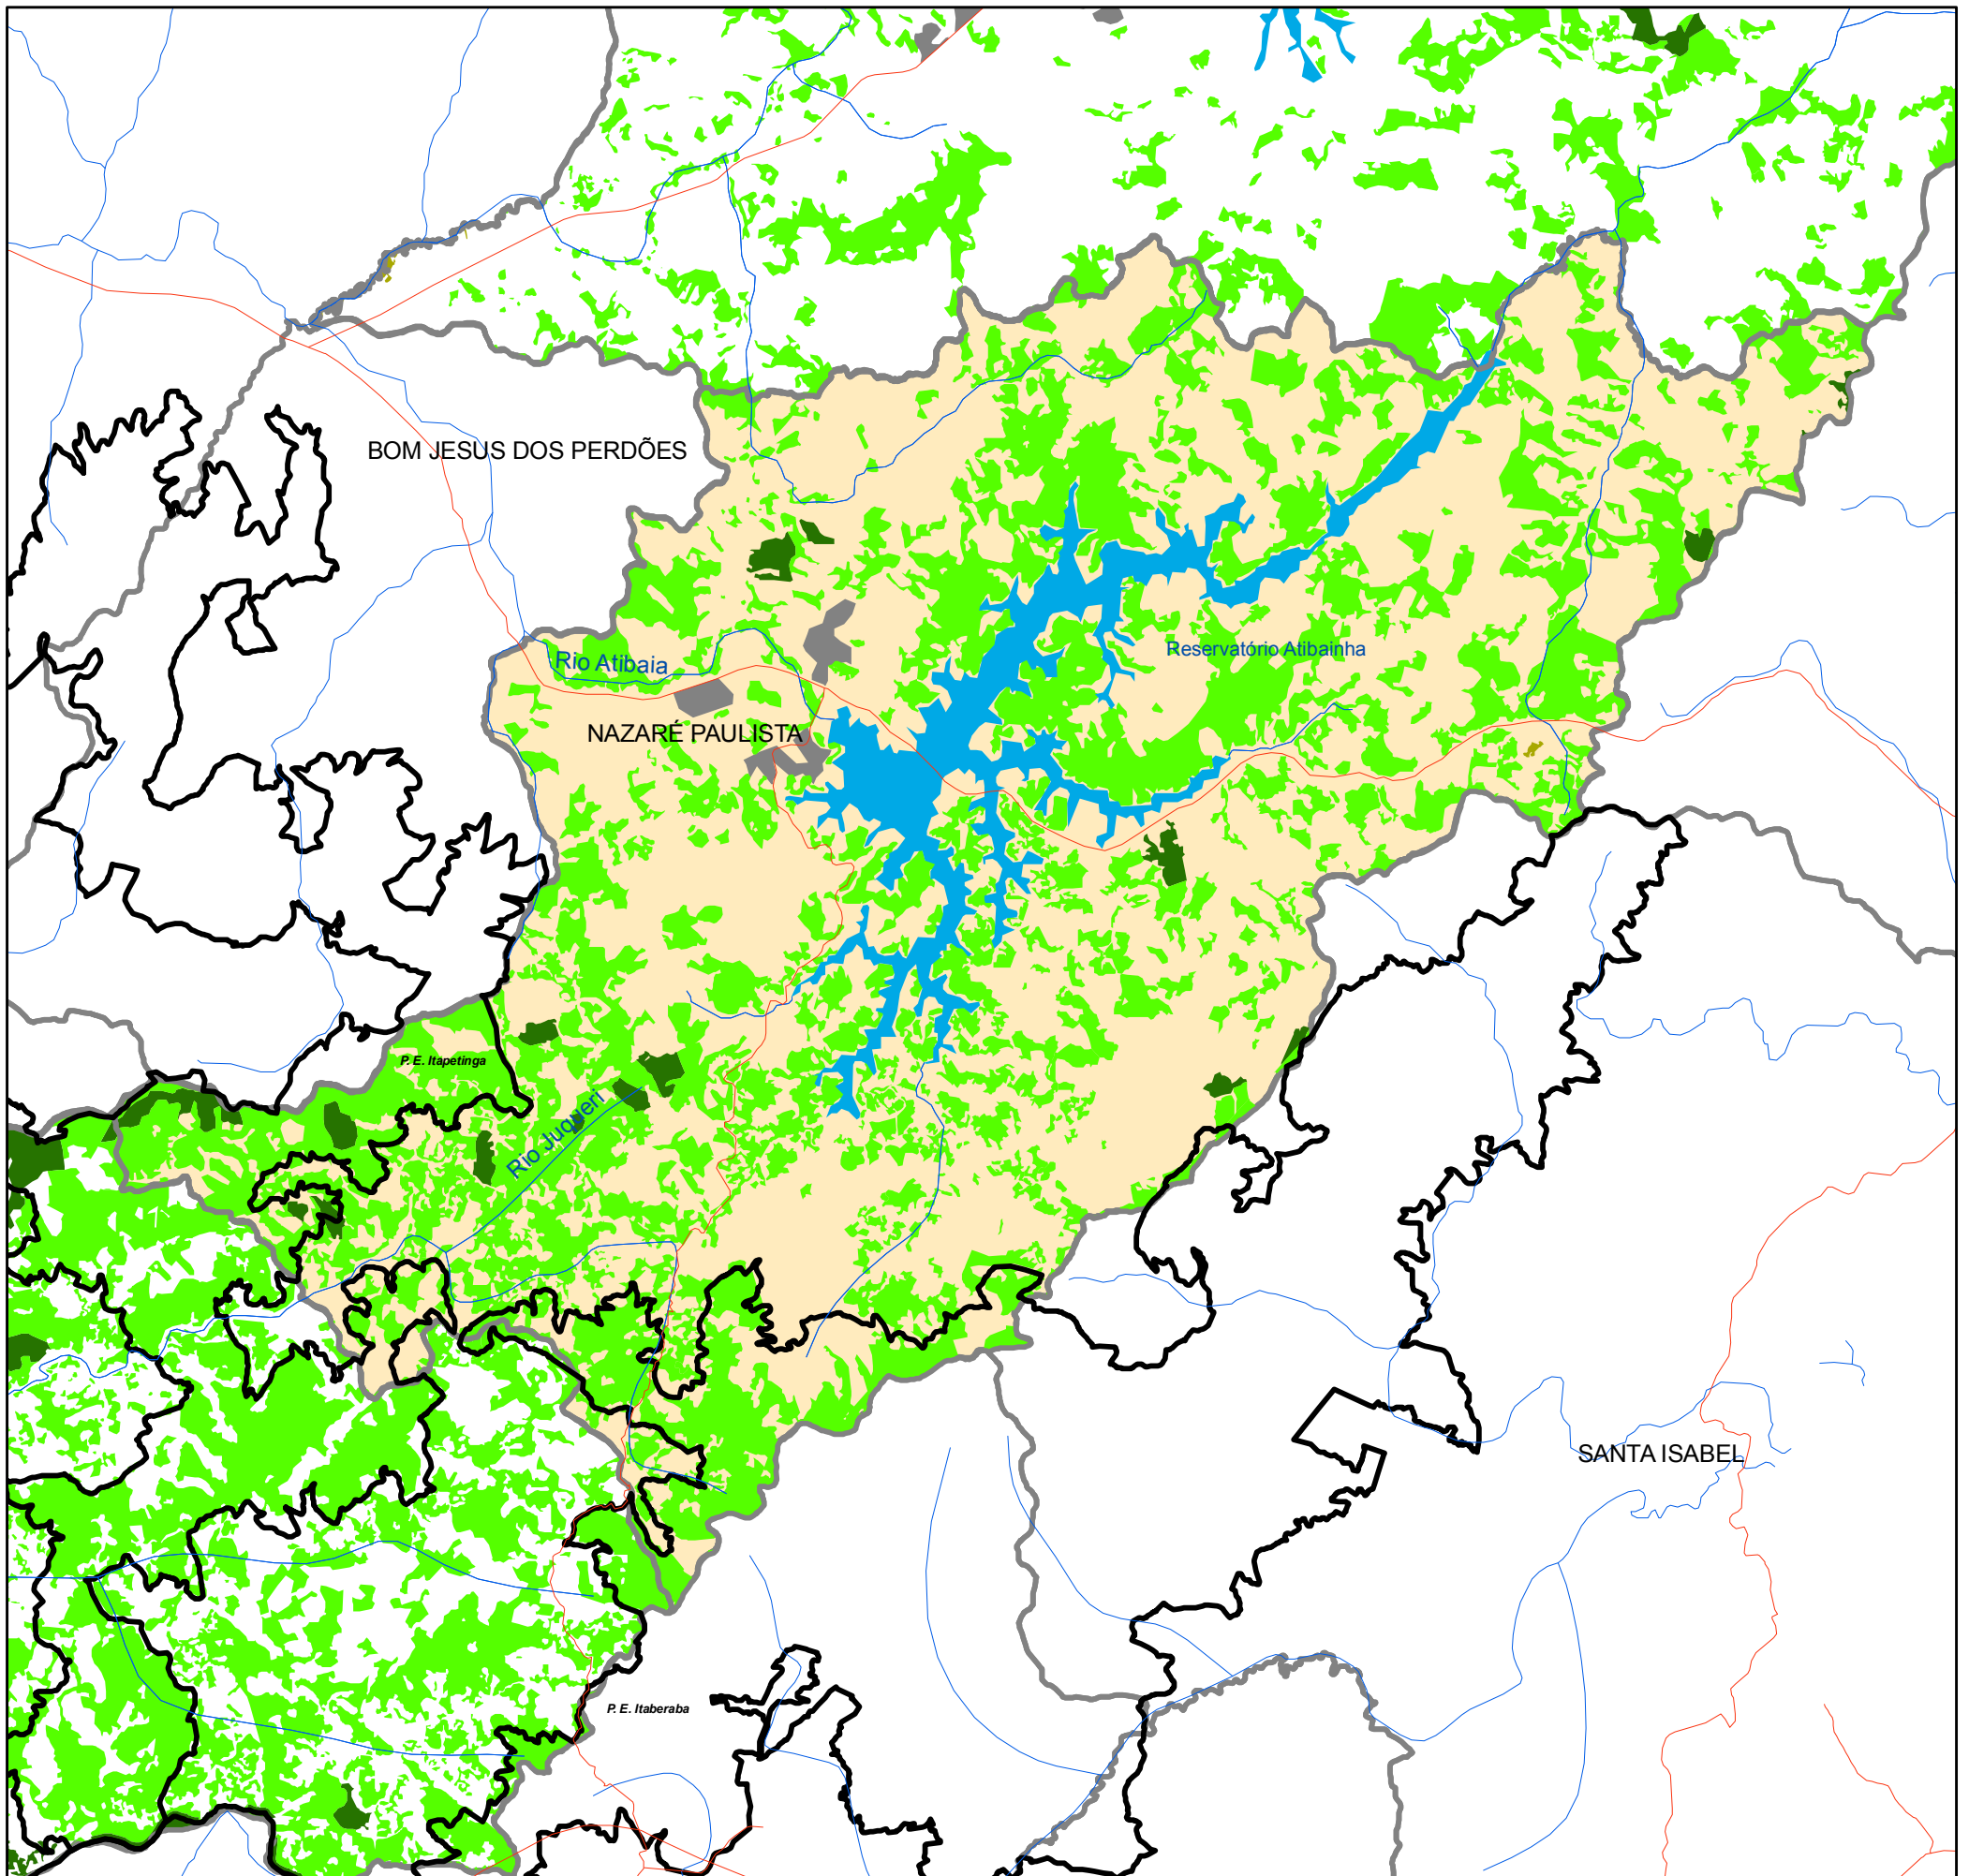 BOM JESUS DOS PERDÕES
Reservatório Atibainha
Rio Atibaia
NAZARÉ PAULISTA
P. E. Itapetinga
Rio Juqueri
SANTA ISABEL
P. E. Itaberaba